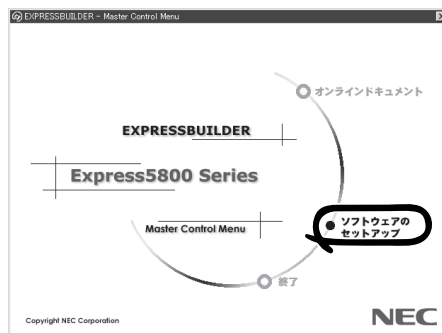 EXPRESSBUILDER - Master Control Menu
オンラインドキュメント
EXPRESSBUILDER
Express5800 Series
ソフトウェアの
セットアップ
Master Control Menu
終了
Copyright NEC Corporation
NEC